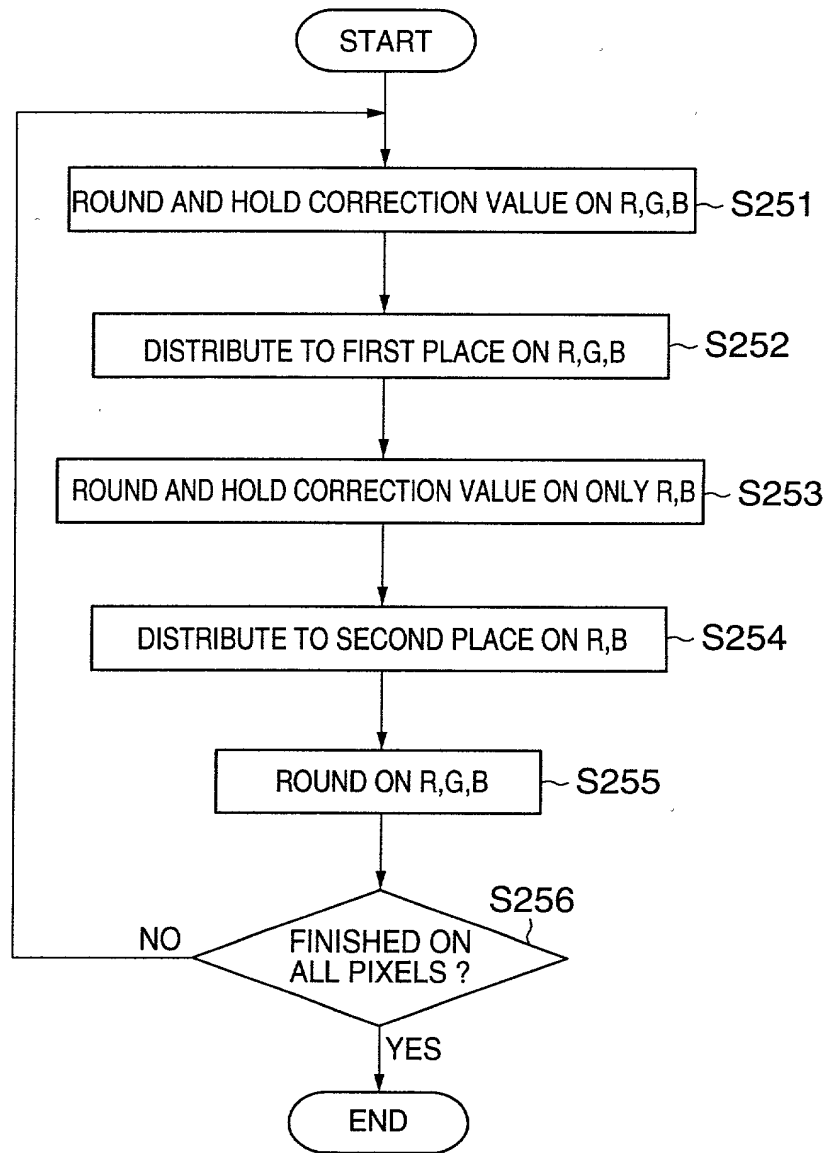 START
ROUND AND HOLD CORRECTION VALUE ON R,G,B
S251
DISTRIBUTE TO FIRST PLACE ON R,G,B
S252
ROUND AND HOLD CORRECTION VALUE ON ONLY R,B
S253
DISTRIBUTE TO SECOND PLACE ON R,B
S254
ROUND ON R,G,B
S255
S256
NO
FINISHED ON
ALL PIXELS ?
YES
END